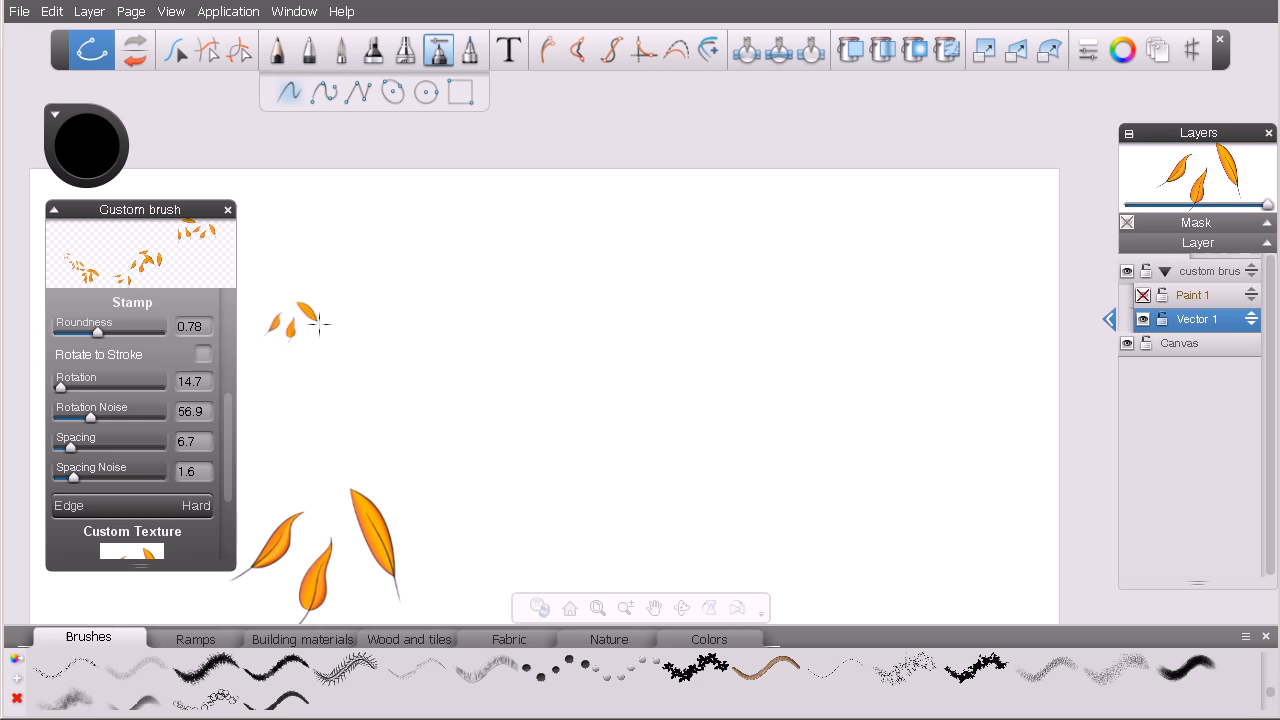 File Edit Layer Page View Application Window Help
T
Layers
Custom brush
Mask
Layer
custom brus
Stamp
Paint 1
Roundness
0.78
Vector 1
Canvas
Rotate to Stroke
Rotation
14.7
Rotation Noise
56.9
Spacing
6.7
Spacing Noise
1.6
Edge Hard
Custom Texture
Brushes Ramps Building materials Wood and tiles Fabric Nature Colors